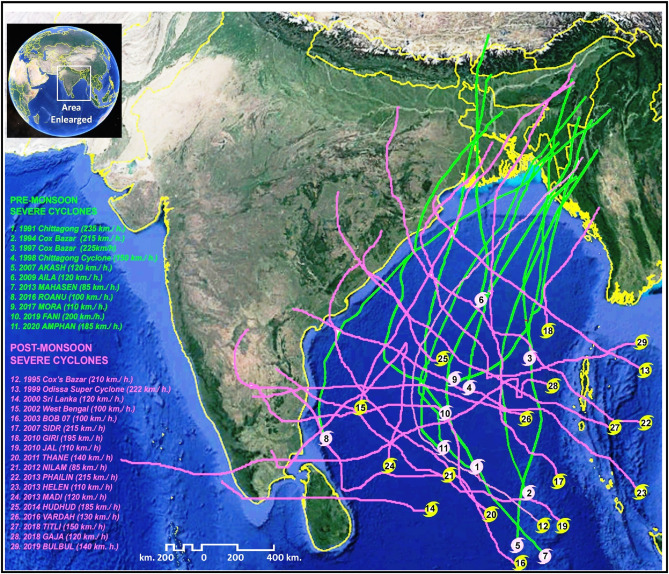 Area
Enlarged
PRE-MONSOON
SEVERE CYCLONES
1. 1991 Chittagong (235 km./ h.)
2. 1994 Cox Bazar (215 km./ h.)
3. 1997 Cox Bazar (225km/h)
4. 1998 Chittagong Cyclone km./ h.)
5. 2007 AKASH (120 km./ h.)
6. 2009 AILA (120 km./ h.)
7. 2013 MAHASEN (85 km./ h.)
8. 2016 ROANU (100 km./ h.)
9. 2017 MORA (110 km./ h.)
10. 2019 FANI (200 km./h.)
11. 2020 AMPHAN (185 km./ h.)
POST-MONSOON
SEVERE CYCLONES
12. 1995 Cox's Bazar (210 km./ h.)
13. 1999 Odissa Super Cyclone (222 km./ h.)
14. 2000 Sri Lanka (120 km./ h.)
15. 2002 West Bengal (100 km./ h.)
16. 2003 BOB 07 (100 km./ h.)
17. 2007 SIDR (215 km./ h)
18. 2010 GIRI (195 km./ h)
19. 2010 JAL (110 km./ h)
20. 2011 THANE (140 km./ h)
21. 2012 NILAM (85 km./ h)
22. 2013 PHAILIN (215 km./ h)
23. 2013 HELEN (110 km./ h)
24. 2013 MADI (120 km./ h)
25. 2014 HUDHUD (185 km./ h)
26. 2016 VARDAH (130 km./ h)
27. 2018 TITLI (150 km./ h)
28. 2018 GAJA (120 km./ h)
29. 2019 BULBUL (140 km. h.)
6
18
29
25
3
13
9
4
28
15
10
26
27
22
8
11
24
21
1
17
23
2
14
20
12
19
5
7
16
km. 200 0 200 400 km.